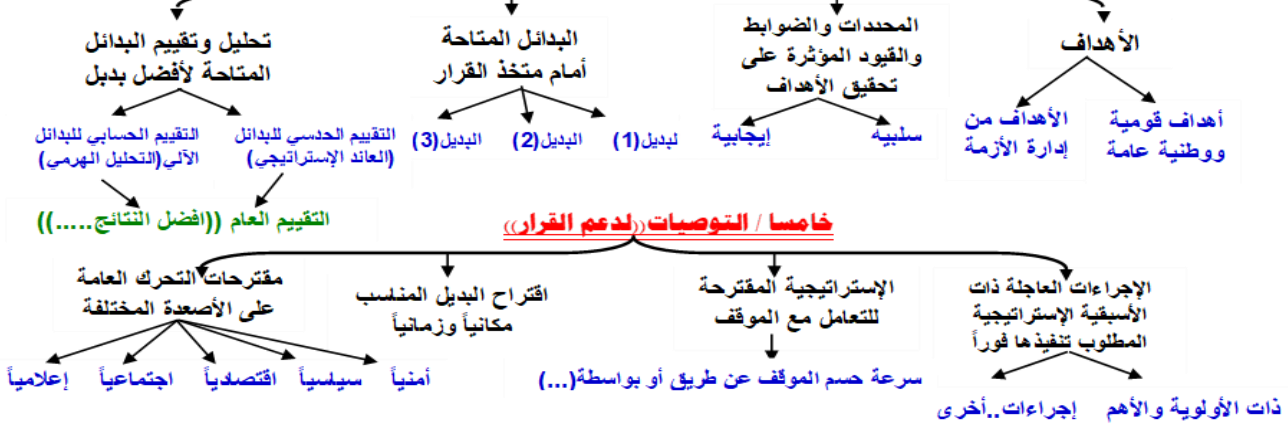 الأهداف
أهداف قومية
ووطنية عامة
الأهداف من
إدارة الأزمة
المحددات والضوابط
والقيود المؤثرة على
تحقيق الأهداف
سلبيه
إيجابية
البدائل المتاحة
أمام متخذ القرار
لبديل(1)
البديل(2)
البديل(3)
تحليل وتقييم البدائل
المتاحة لأفضل بدبل
التقييم الحدسي للبدائل
(العائد الإستراتيجي)
التقييم الحسابي للبدائل
الآلي(التحليل الهرمي)
التقييم العام ((افضل النتائج.....))
خامسا / التوصيات((لدعم القرار))
الإجراءات العاجلة ذات
الأسبقية الإستراتيجية
المطلوب تنفيذها فوراً
ذات الأولوية والأهم
إجراءات..أخرى
الإستراتيجية المقترحة
للتعامل مع الموقف
سرعة حسم الموقف عن طريق أو بواسطة(...)
اقتراح البديل المناسب
مكانياً وزمانياً
مقترحات التحرك العامة
على الأصعدة المختلفة
أمنياً
سياسياً
اقتصادياً
اجتماعياً
إعلامياً